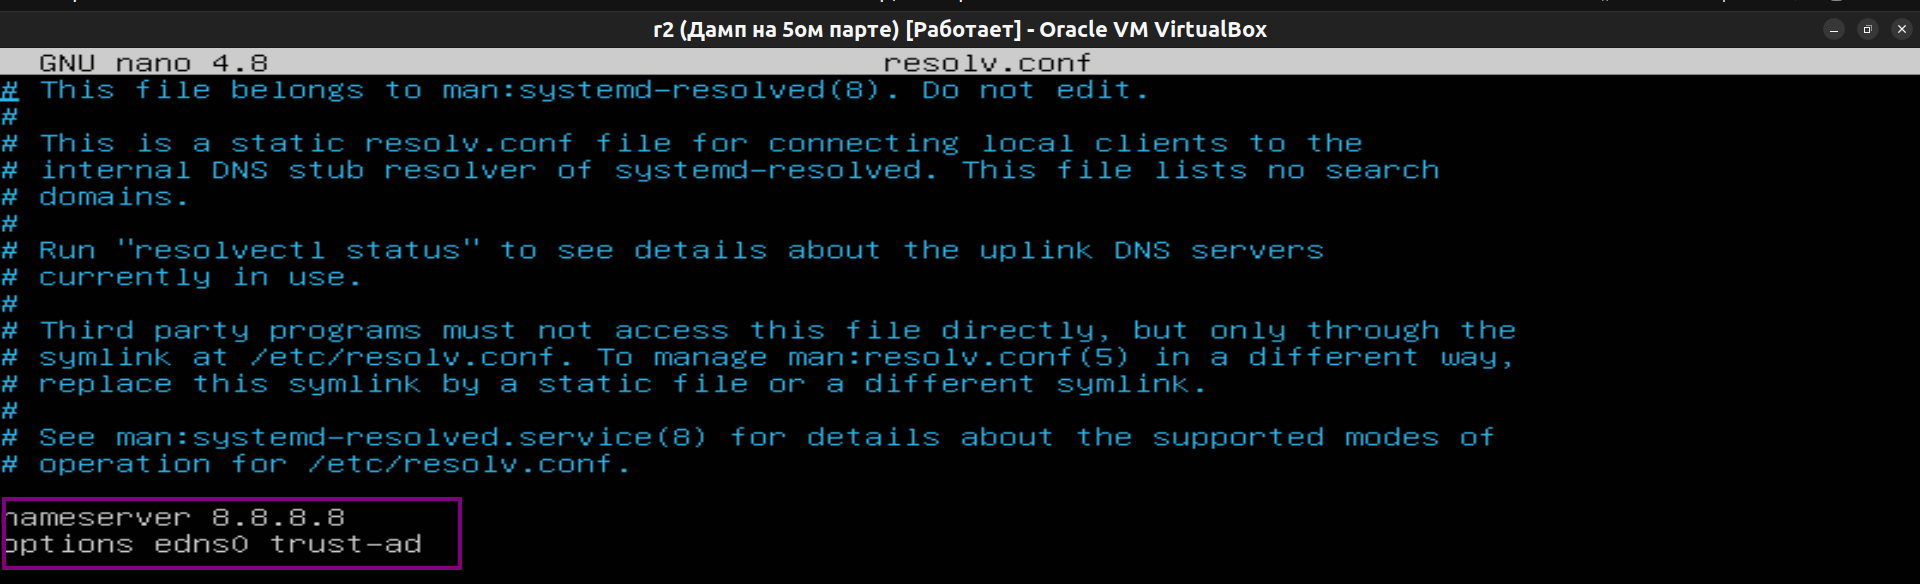 r2 (Дамп на 5ом парте) [Работает] - Oracle VM VirtualBox
GNU nano 4.8 resolv.conf
# This file belongs to man:systemd-resolved(8). Do not edit.
#
# This is a static resolv.conf file for connecting local clients to the
# internal DNS stub resolver of systemd-resolved. This file lists no search
# domains.
#
# Run "resolvectl status" to see details about the uplink DNS servers
# currently in use.
#
# Third party programs must not access this file directly, but only through the
# symlink at /etc/resolv.conf. To manage man:resolv.conf(5) in a different way,
# replace this symlink by a static file or a different symlink.
#
# See man:systemd-resolved.service(8) for details about the supported modes of
# operation for /etc/resolv.conf.
nameserver 8.8.8.8
options edns0 trust-ad